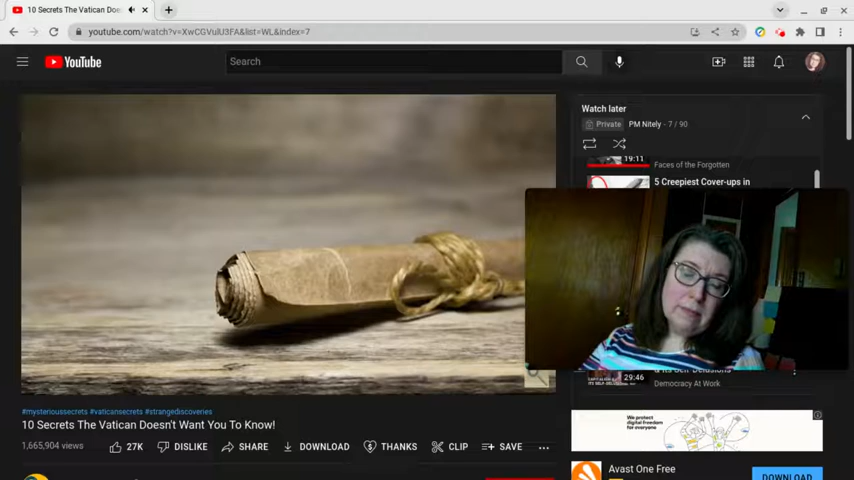 10 Secrets The Vatican Does
youtube.com/watch?v=XwCGVulU3FA&list=WL&index=7
YouTube
Search
Watch later
Private PM Nitely - 7 / 90
19:11
Faces of the Forgotten
5 Creepiest Cover-ups in
29:46
Democracy At Work
#mysterioussecrets #vaticansecrets #strangediscoveries
10 Secrets The Vatican Doesn't Want You To Know!
1,665,904 views
27K
DISLIKE
SHARE
DOWNLOAD
THANKS
CLIP
SAVE
We protect
digital freedom
for everyone
Avast One Free
DOWNLOAD